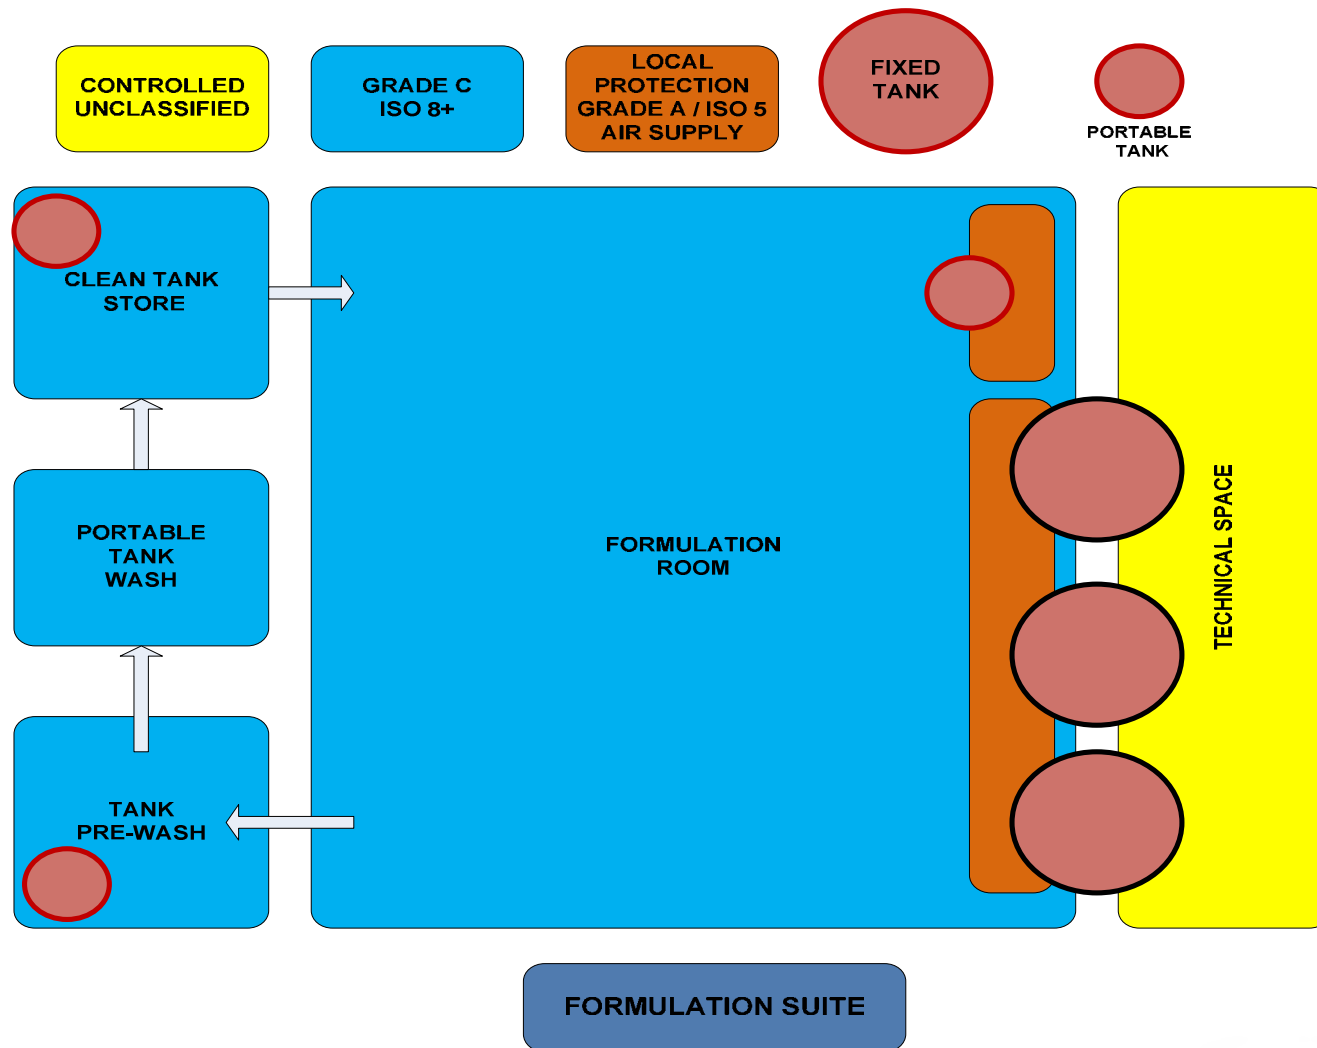 CONTROLLED
UNCLASSIFIED
GRADE C
ISO 8+
LOCAL
PROTECTION
GRADE A / ISO 5
AIR SUPPLY
FIXED
TANK
PORTABLE
TANK
CLEAN TANK
STORE
PORTABLE
TANK
WASH
TANK
PRE-WASH
FORMULATION
ROOM
TECHNICAL SPACE
FORMULATION SUITE